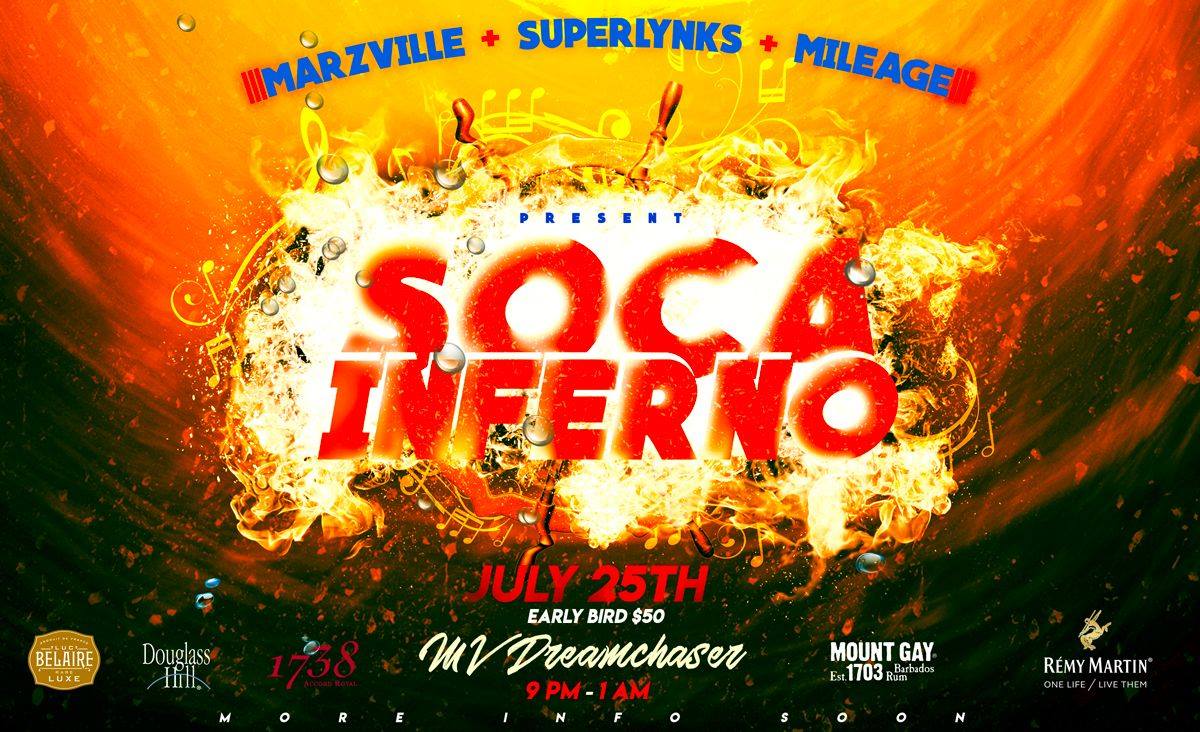 MARZVILLE + SUPERLYNKS + MILEAGE
PRESENT
SOCA
INFERNO
JULY 25TH
EARLY BIRD $50
MV Dreamchaser
9 PM - 1 AM
LUC
BELAIRE
RARE
LUXE
Douglass
Hill®
1738
ACCORD ROYAL
MOUNT GAY
Est. 1703 Barbados Rum
RÉMY MARTIN®
ONE LIFE / LIVE THEM
MORE INFO SOON